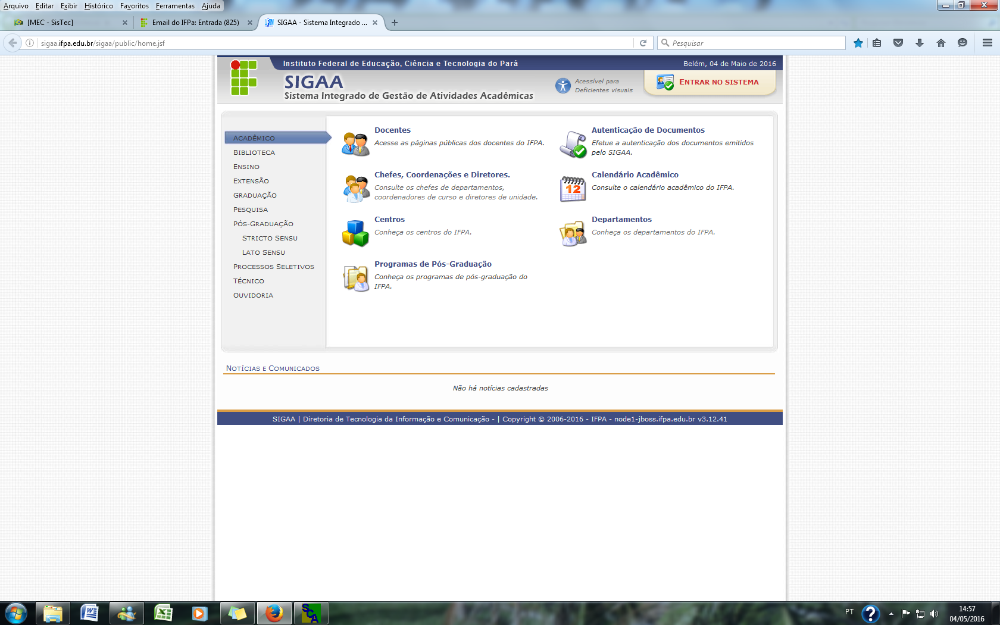 Arquivo Editar Exibir Histórico Favoritos Ferramentas Ajuda
[MEC - SisTec]
Email do IFPa: Entrada (825)
SIGAA - Sistema Integrado ...
sigaa.ifpa.edu.br/sigaa/public/home.jsf
Pesquisar
Instituto Federal de Educação, Ciência e Tecnologia do Pará
Belém, 04 de Maio de 2016
SIGAA
Sistema Integrado de Gestão de Atividades Acadêmicas
Acessível para
Deficientes visuais
ENTRAR NO SISTEMA
ACADÊMICO
BIBLIOTECA
ENSINO
EXTENSÃO
GRADUAÇÃO
PESQUISA
PÓS-GRADUAÇÃO
STRICTO SENSU
LATO SENSU
PROCESSOS SELETIVOS
TÉCNICO
OUVIDORIA
Docentes
Acesse as páginas públicas dos docentes do IFPA.
Autenticação de Documentos
Efetue a autenticação dos documentos emitidos
pelo SIGAA.
Chefes, Coordenações e Diretores.
Consulte os chefes de departamentos,
coordenadores de curso e diretores de unidade.
12
Calendário Acadêmico
Consulte o calendário acadêmico do IFPA.
Centros
Conheça os centros do IFPA.
Departamentos
Conheça os departamentos do IFPA.
Programas de Pós-Graduação
Conheça os programas de pós-graduação do
IFPA.
NOTÍCIAS E COMUNICADOS
Não há notícias cadastradas
SIGAA | Diretoria de Tecnologia da Informação e Comunicação - | Copyright © 2006-2016 - IFPA - node1-jboss.ifpa.edu.br v3.12.41
SCA
PT
14:57
04/05/2016